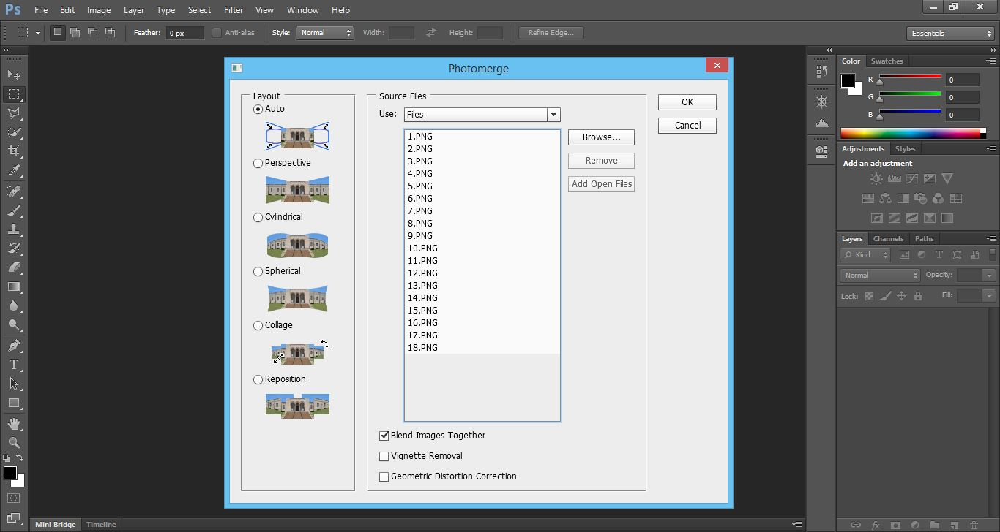 Ps File Edit Image Layer Type Select Filter View Window Help
Feather: 0 px Anti-alias Style: Normal Width: Height: Refine Edge... Essentials
Photomerge
Layout
Auto
Perspective
Cylindrical
Spherical
Collage
Reposition
Source Files
Use: Files
1.PNG
2.PNG
3.PNG
4.PNG
5.PNG
6.PNG
7.PNG
8.PNG
9.PNG
10.PNG
11.PNG
12.PNG
13.PNG
14.PNG
15.PNG
16.PNG
17.PNG
18.PNG
Browse...
Remove
Add Open Files
Blend Images Together
Vignette Removal
Geometric Distortion Correction
OK
Cancel
Color Swatches
R 0
G 0
B 0
Adjustments Styles
Add an adjustment
Layers Channels Paths
Kind T
Normal Opacity:
Lock: Fill:
T
fx
Mini Bridge Timeline